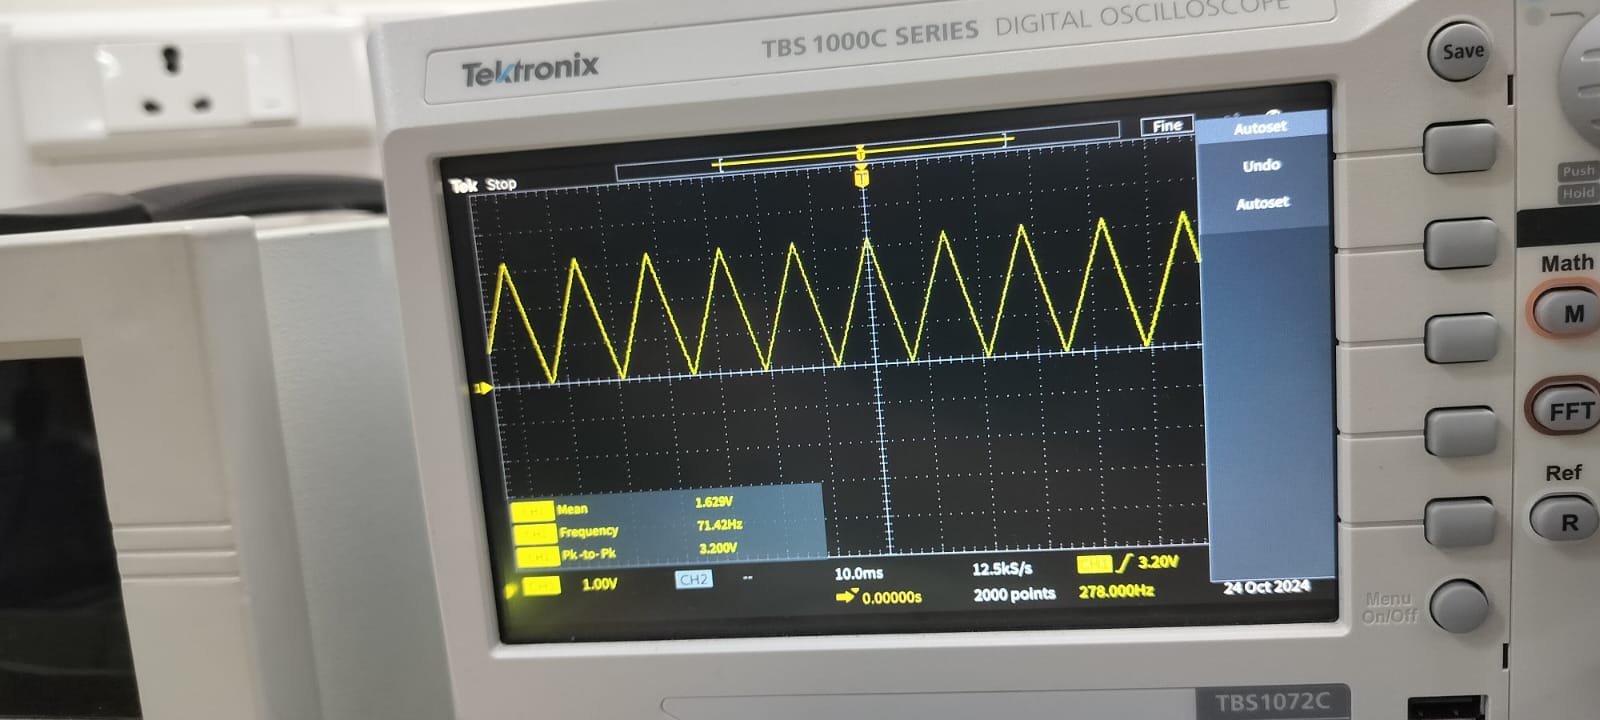 Tektronix
TBS 1000C SERIES DIGITAL OSCILLOSCOPE
Save
Tek Stop
Fine
Autoset
Undo
Autoset
T
1
Mean 1.629V
Frequency 71.42Hz
Pk-to-Pk 3.200V
1.00V
CH2 --
10.0ms
0.00000s
12.5kS/s
2000 points
3.20V
278.000Hz
24 Oct 2024
Push
Hold
Math
M
FFT
Ref
R
Menu
On/Off
TBS1072C